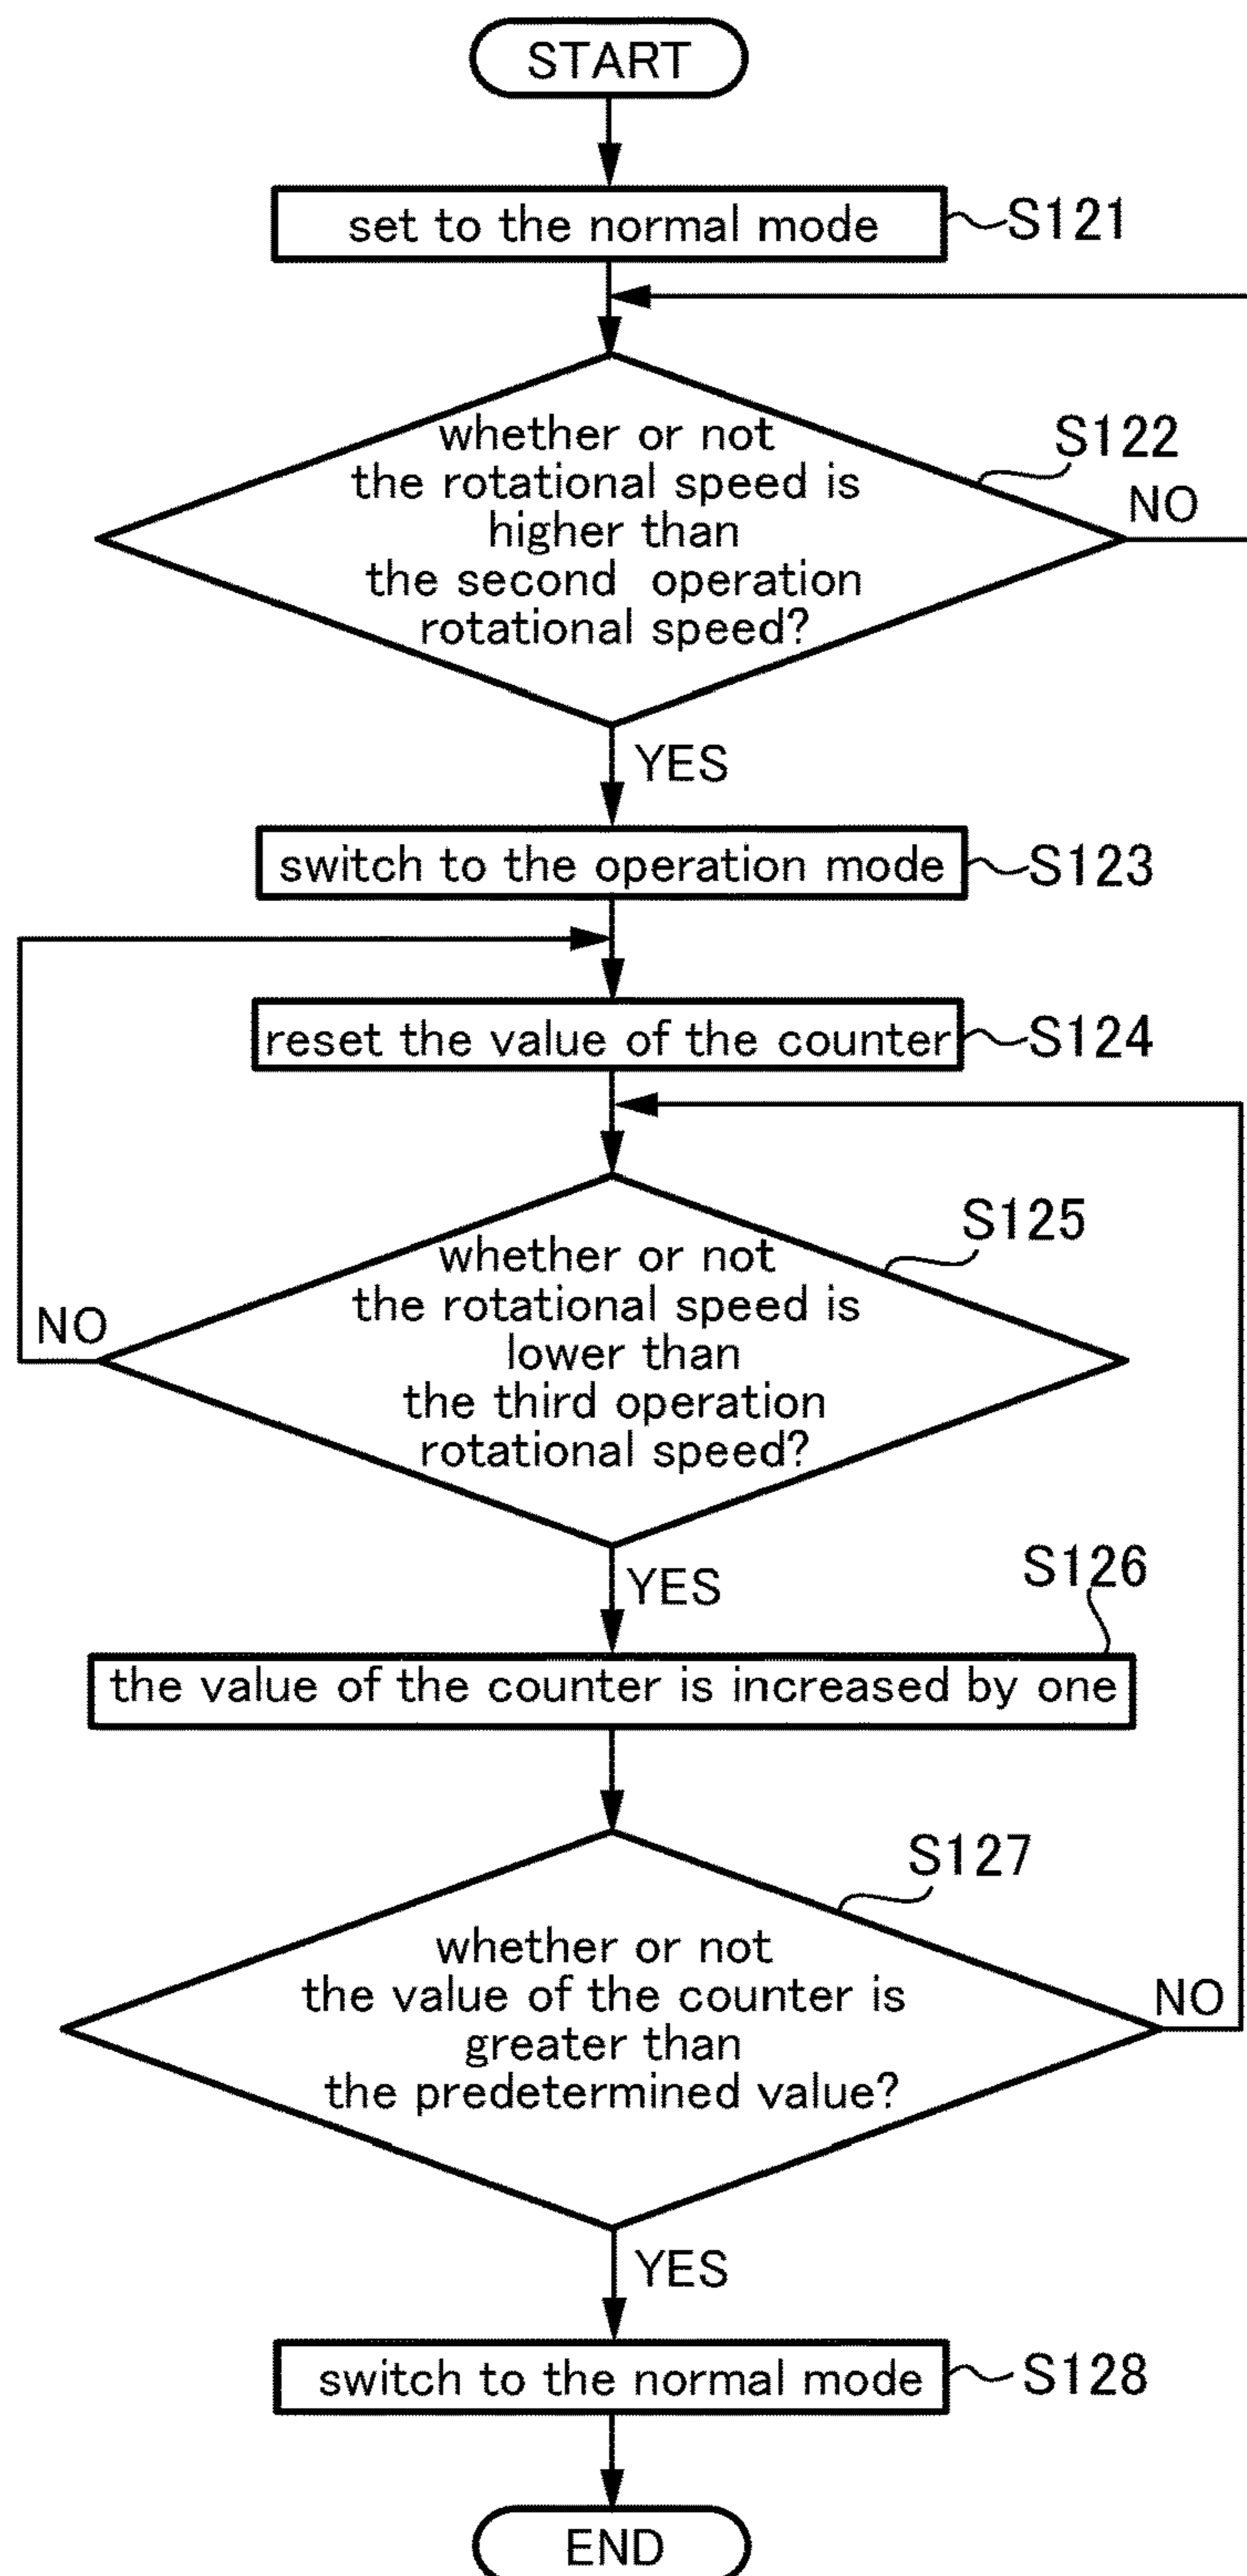 START
set to the normal mode
S121
whether or not
the rotational speed is
higher than
the second operation
rotational speed?
S122
NO
YES
switch to the operation mode
S123
reset the value of the counter
S124
whether or not
the rotational speed is
lower than
the third operation
rotational speed?
S125
NO
YES
S126
the value of the counter is increased by one
S127
whether or not
the value of the counter is
greater than
the predetermined value?
NO
YES
switch to the normal mode
S128
END